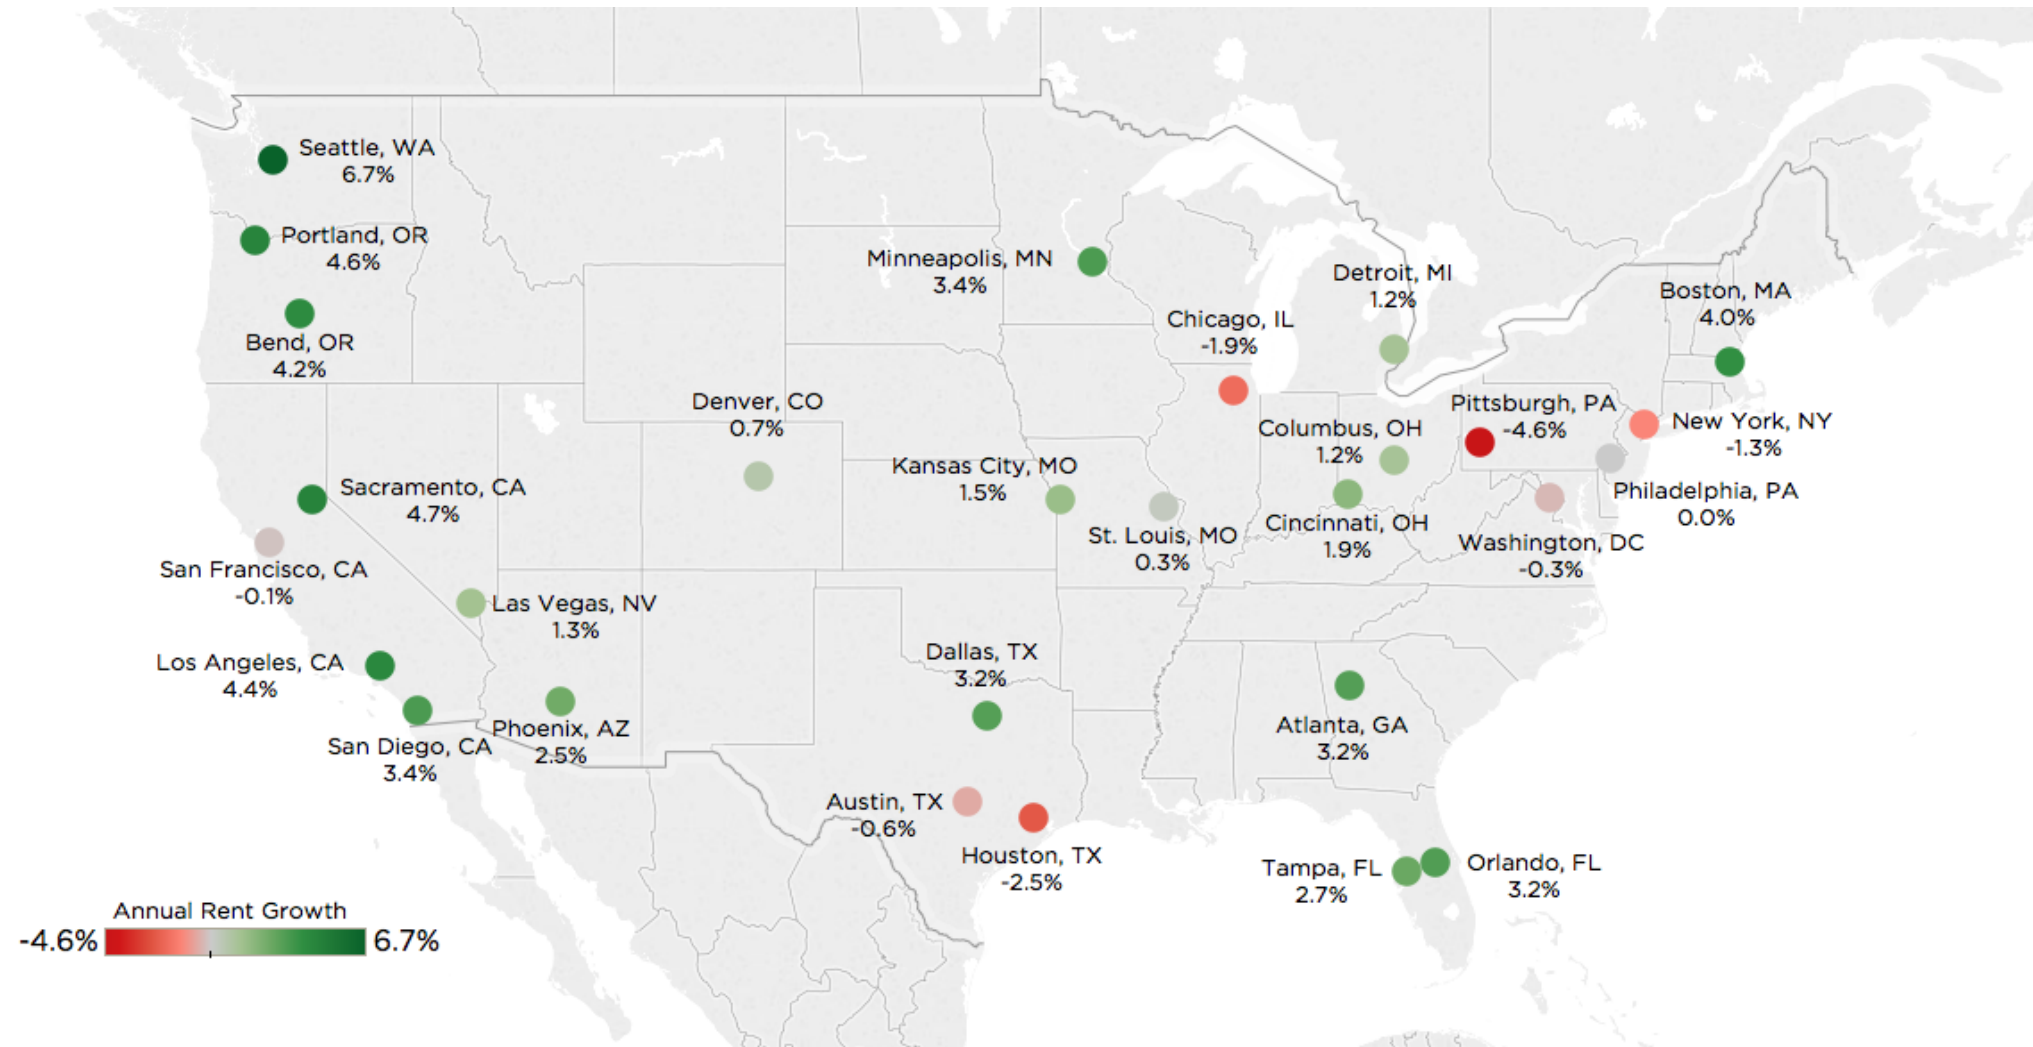 Seattle, WA
6.7%
Portland, OR
4.6%
Bend, OR
4.2%
Minneapolis, MN
3.4%
Detroit, MI
1.2%
Boston, MA
4.0%
Chicago, IL
-1.9%
Denver, CO
0.7%
Pittsburgh, PA
-4.6%
New York, NY
-1.3%
Columbus, OH
1.2%
Kansas City, MO
1.5%
Sacramento, CA
4.7%
Philadelphia, PA
0.0%
St. Louis, MO
0.3%
Cincinnati, OH
1.9%
Washington, DC
-0.3%
San Francisco, CA
-0.1%
Las Vegas, NV
1.3%
Los Angeles, CA
4.4%
Dallas, TX
3.2%
Phoenix, AZ
2.5%
San Diego, CA
3.4%
Atlanta, GA
3.2%
Austin, TX
-0.6%
Houston, TX
-2.5%
Tampa, FL
2.7%
Orlando, FL
3.2%
Annual Rent Growth
-4.6% 6.7%